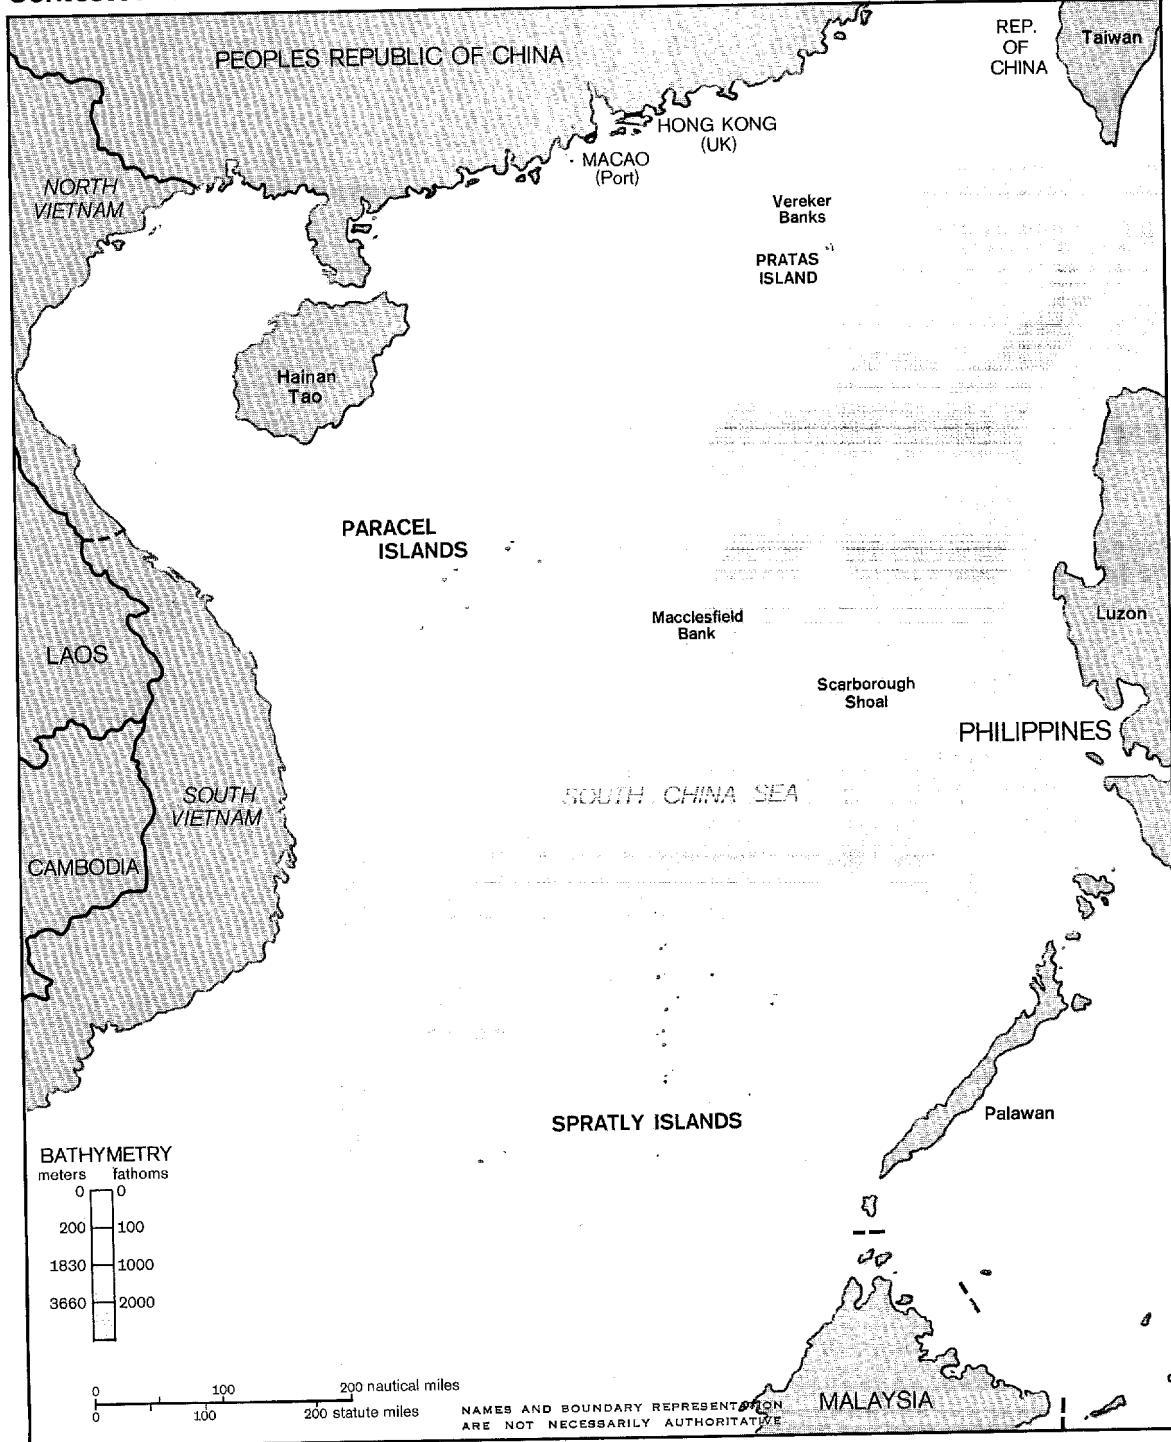 PEOPLES REPUBLIC OF CHINA
REP.
OF
CHINA
Taiwan
HONG KONG
(UK)
MACAO
(Port)
NORTH
VIETNAM
Vereker
Banks
PRATAS
ISLAND
Hainan
Tao
PARACEL
ISLANDS
Macclesfield
Bank
Luzon
LAOS
Scarborough
Shoal
PHILIPPINES
SOUTH
VIETNAM
SOUTH CHINA SEA
CAMBODIA
SPRATLY ISLANDS
Palawan
BATHYMETRY
meters fathoms
0 0
200 100
1830 1000
3660 2000
0 100 200 nautical miles
0 100 200 statute miles
NAMES AND BOUNDARY REPRESENTATION
ARE NOT NECESSARILY AUTHORITATIVE
MALAYSIA